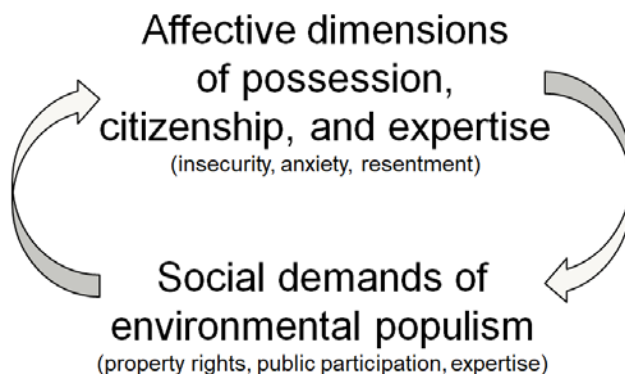 Affective dimensions
of possession,
citizenship, and expertise
(insecurity, anxiety, resentment)
Social demands of
environmental populism
(property rights, public participation, expertise)